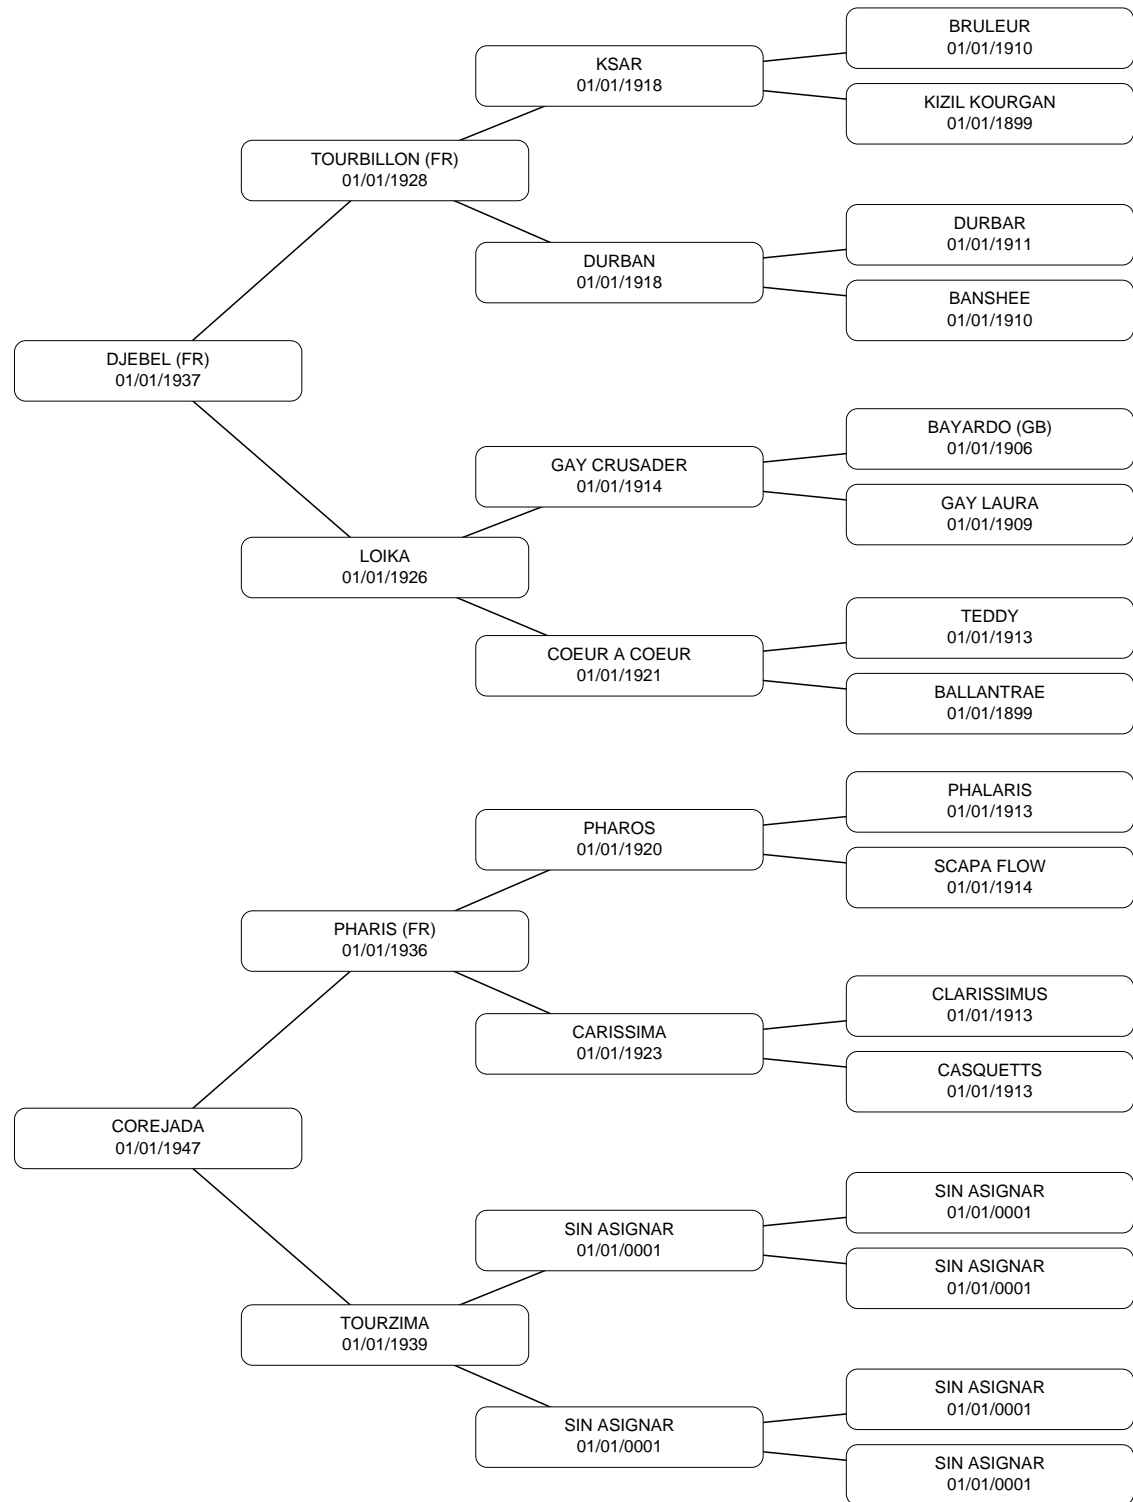 BRULEUR
01/01/1910
KSAR
01/01/1918
KIZIL KOURGAN
01/01/1899
TOURBILLON (FR)
01/01/1928
DURBAR
01/01/1911
DURBAN
01/01/1918
BANSHEE
01/01/1910
DJEBEL (FR)
01/01/1937
BAYARDO (GB)
01/01/1906
GAY CRUSADER
01/01/1914
GAY LAURA
01/01/1909
LOIKA
01/01/1926
TEDDY
01/01/1913
COEUR A COEUR
01/01/1921
BALLANTRAE
01/01/1899
PHALARIS
01/01/1913
PHAROS
01/01/1920
SCAPA FLOW
01/01/1914
PHARIS (FR)
01/01/1936
CLARISSIMUS
01/01/1913
CARISSIMA
01/01/1923
CASQUETTS
01/01/1913
COREJADA
01/01/1947
SIN ASIGNAR
01/01/0001
SIN ASIGNAR
01/01/0001
SIN ASIGNAR
01/01/0001
TOURZIMA
01/01/1939
SIN ASIGNAR
01/01/0001
SIN ASIGNAR
01/01/0001
SIN ASIGNAR
01/01/0001